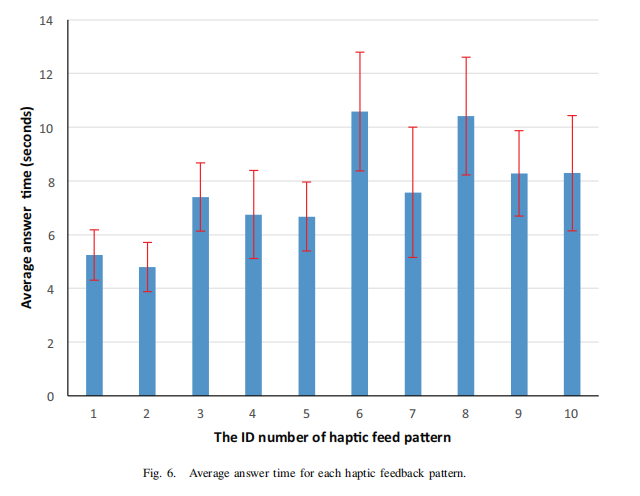 14
12
10
8
6
4
2
0
Average answer  time (seconds)
1 2 3 4 5 6 7 8 9 10
The ID number of haptic feed pattern
Fig. 6. Average answer time for each haptic feedback pattern.